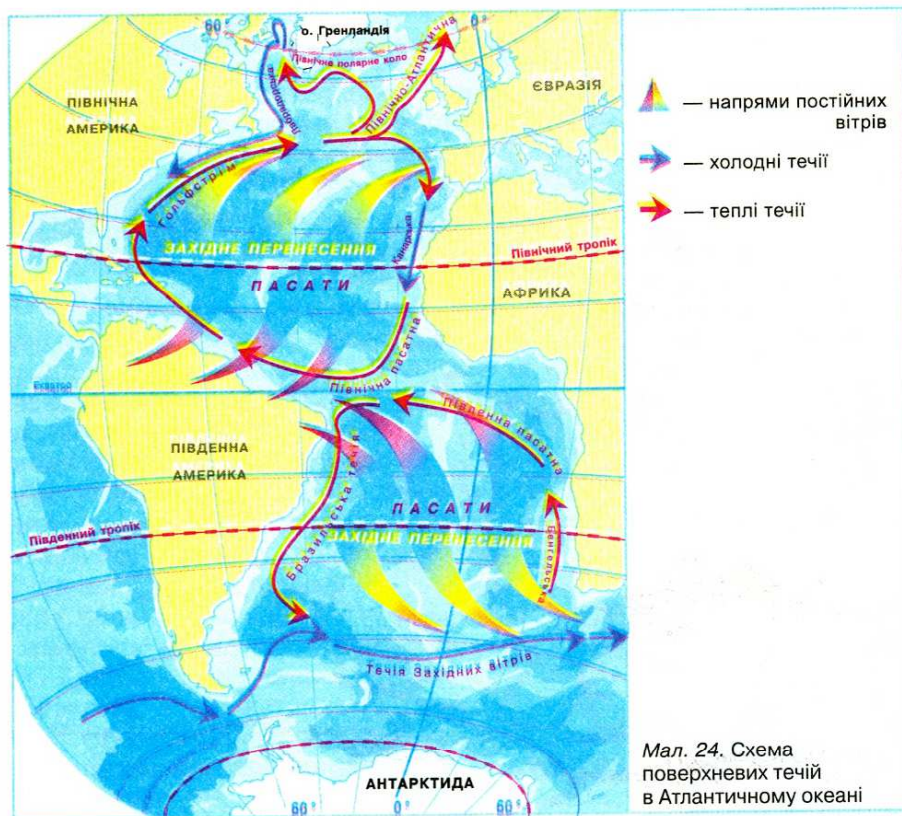 60°
0°
о. Гренландія
Північне полярне коло
ПІВНІЧНА
АМЕРИКА
Лабрадорська
Північно-Атлантична
ЄВРАЗІЯ
Гольфстрім
ЗАХІДНЕ ПЕРЕНЕСЕННЯ
Канарська
Північний тропік
ПАСАТИ
АФРИКА
Північна пасатна
Екватор
Південна пасатна
ПІВДЕННА
АМЕРИКА
Бразильська течія
ПАСАТИ
Південний тропік
ЗАХІДНЕ ПЕРЕНЕСЕННЯ
Бенгельська
Течія Західних вітрів
АНТАРКТИДА
60°
0°
60°
— напрями постійних
вітрів
— холодні течії
— теплі течії
Мал. 24. Схема
поверхневих течій
в Атлантичному океані